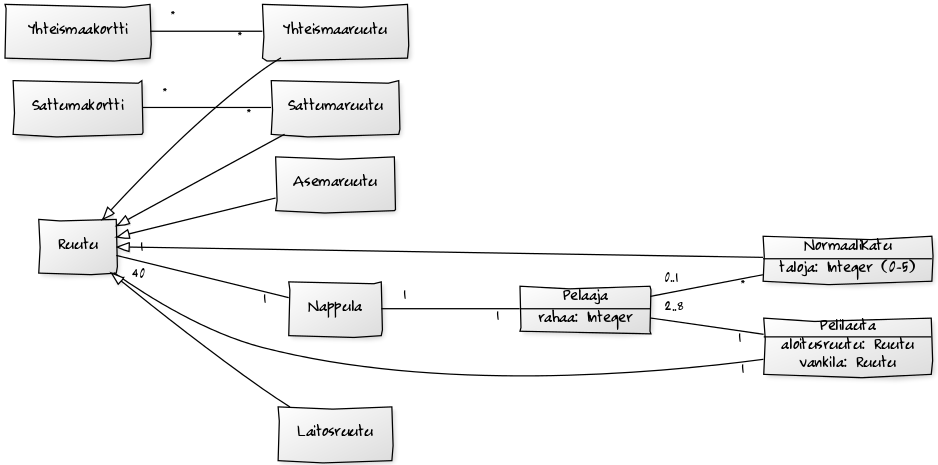 Yhteismaakortti
*
*
Yhteismaaruutu
Sattumakortti
*
*
Sattumaruutu
Asemaruutu
Ruutu
1
40
1
Nappula
1
1
Pelaaja
rahaa: Integer
0..1
*
2..8
1
1
NormaaliKatu
taloja: Integer (0-5)
Pelilauta
aloitusruutu: Ruutu
vankila: Ruutu
Laitosruutu